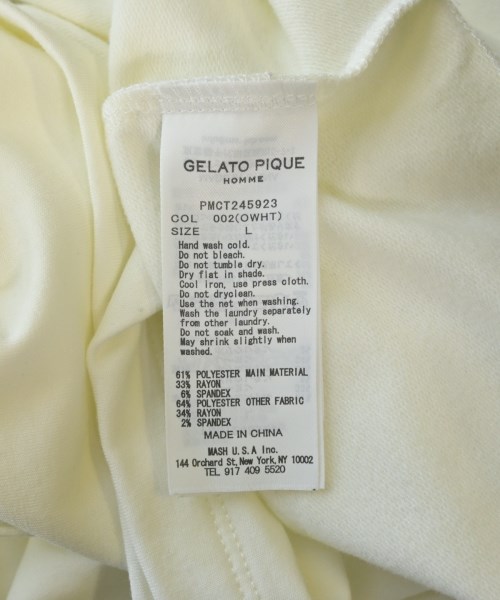 GELATO PIQUE
HOMME
PMCT245923
COL 002(OWHT)
SIZE L
Hand wash cold.
Do not bleach.
Do not tumble dry.
Dry flat in shade.
Cool iron, use press cloth.
Do not dryclean.
Use the net when washing.
Wash the laundry separately
from other laundry.
Do not soak and wash.
May shrink slightly when
washed.
61% POLYESTER MAIN MATERIAL
33% RAYON
6% SPANDEX
64% POLYESTER OTHER FABRIC
34% RAYON
2% SPANDEX
MADE IN CHINA
MASH U.S.A Inc.
144 Orchard St, New York, NY 10002
TEL 917 409 5520